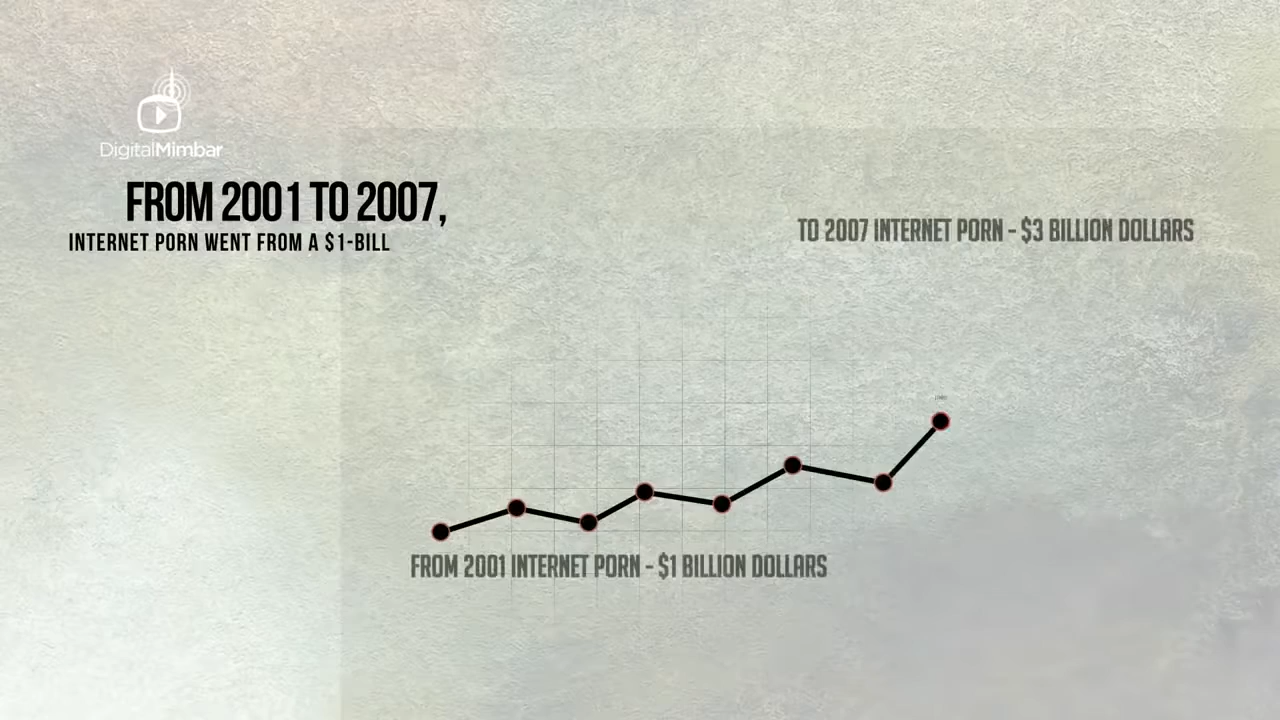 DigitalMimbar
FROM 2001 TO 2007,
INTERNET PORN WENT FROM A $1-BILL
TO 2007 INTERNET PORN - $3 BILLION DOLLARS
FROM 2001 INTERNET PORN - $1 BILLION DOLLARS